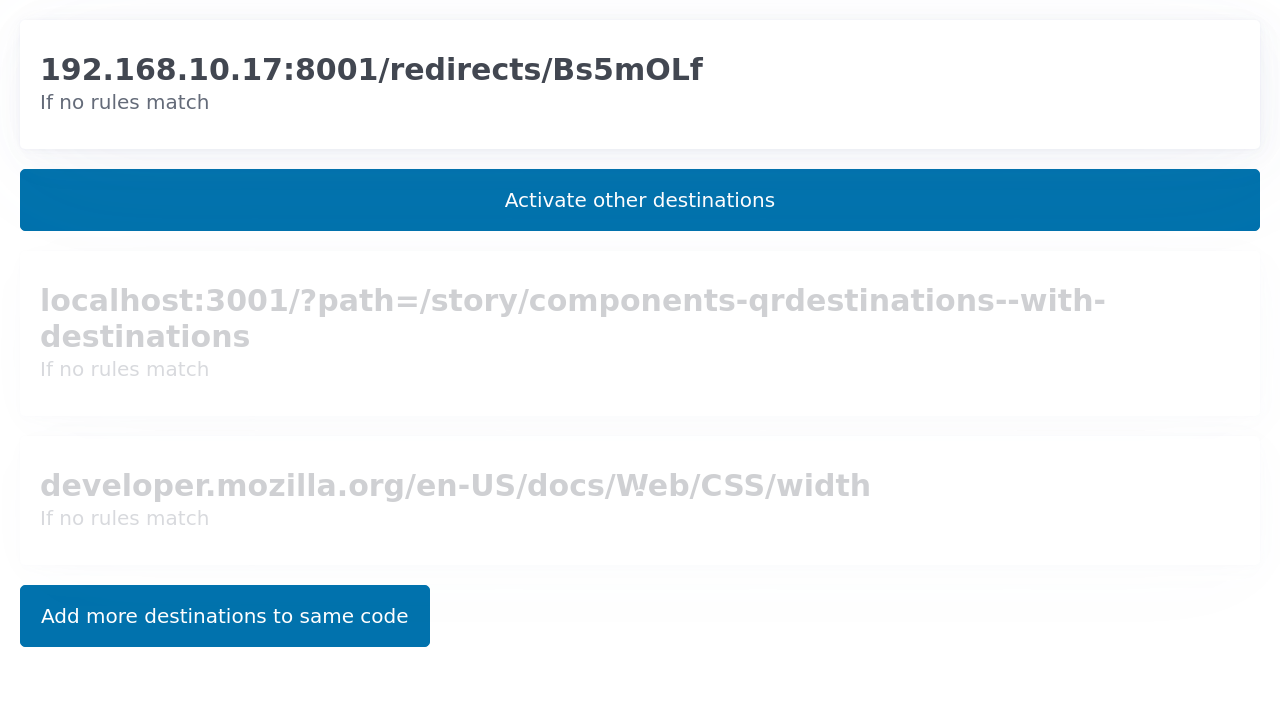 192.168.10.17:8001/redirects/Bs5mOLf
If no rules match
Activate other destinations
localhost:3001/?path=/story/components-qrdestinations--with-
destinations
If no rules match
developer.mozilla.org/en-US/docs/Web/CSS/width
If no rules match
Add more destinations to same code